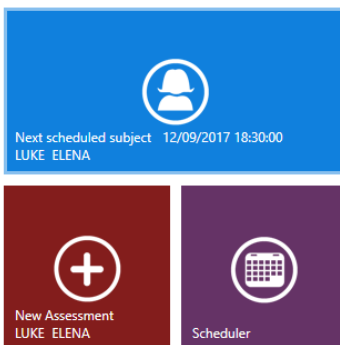 Next scheduled subject 12/09/2017 18:30:00
LUKE ELENA
New Assessment
LUKE ELENA
Scheduler